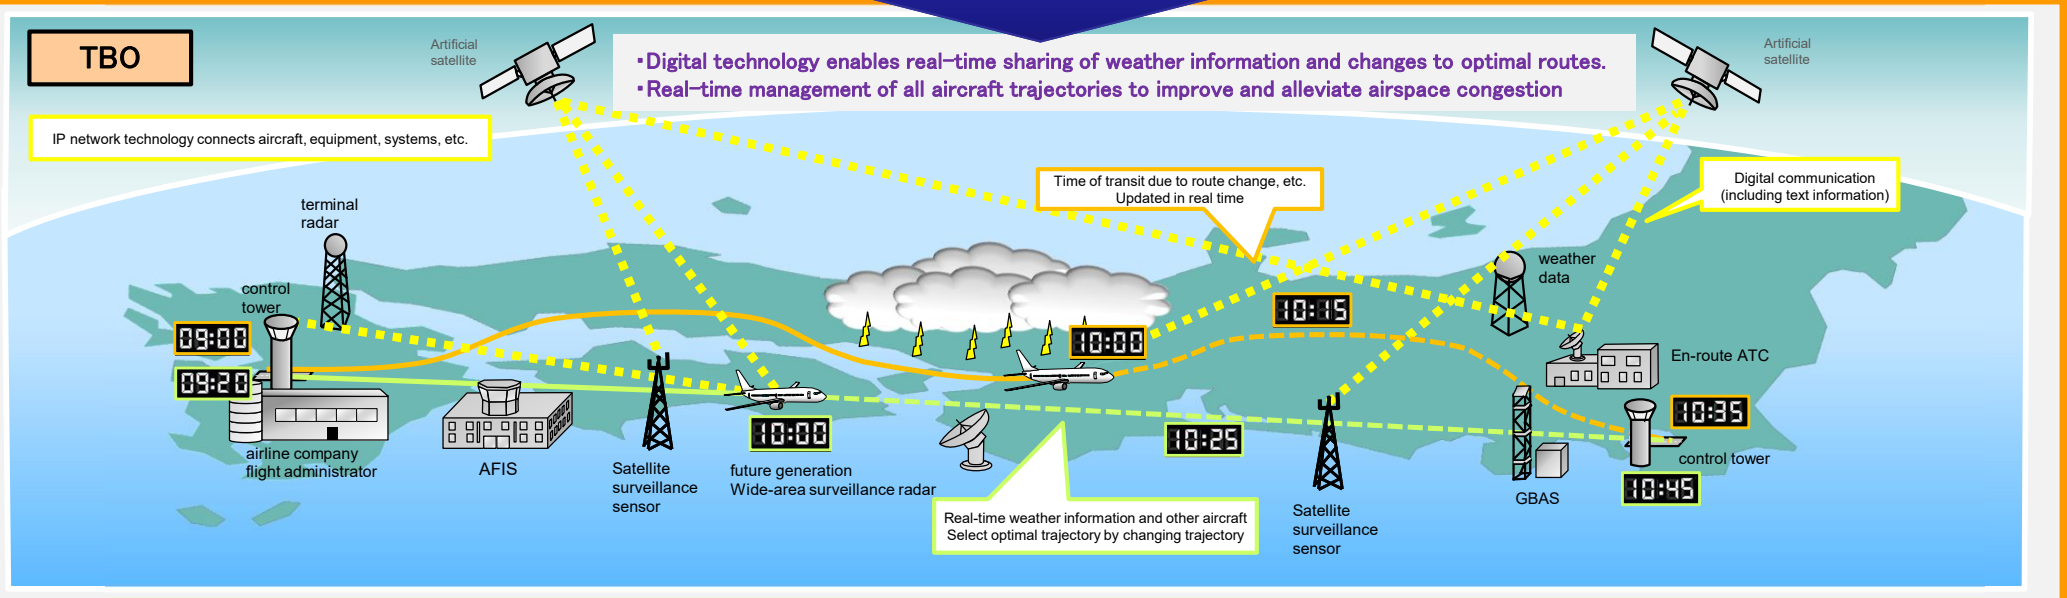 TBO
Artificial
satellite
・Digital technology enables real-time sharing of weather information and changes to optimal routes.
・Real-time management of all aircraft trajectories to improve and alleviate airspace congestion
Artificial
satellite
IP network technology connects aircraft, equipment, systems, etc.
Time of transit due to route change, etc.
Updated in real time
Digital communication
(including text information)
terminal
radar
control
tower
weather
data
09:00
09:20
10:00
10:15
En-route ATC
10:35
10:00
10:25
airline company
flight administrator
AFIS
Satellite
surveillance
sensor
future generation
Wide-area surveillance radar
control tower
10:45
GBAS
Real-time weather information and other aircraft
Select optimal trajectory by changing trajectory
Satellite
surveillance
sensor